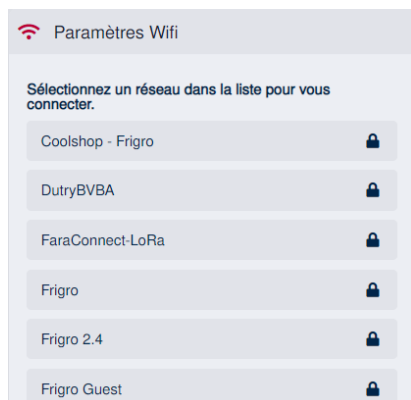 Paramètres Wifi
Sélectionnez un réseau dans la liste pour vous
connecter.
Coolshop - Frigro
DutryBVBA
FaraConnect-LoRa
Frigro
Frigro 2.4
Frigro Guest